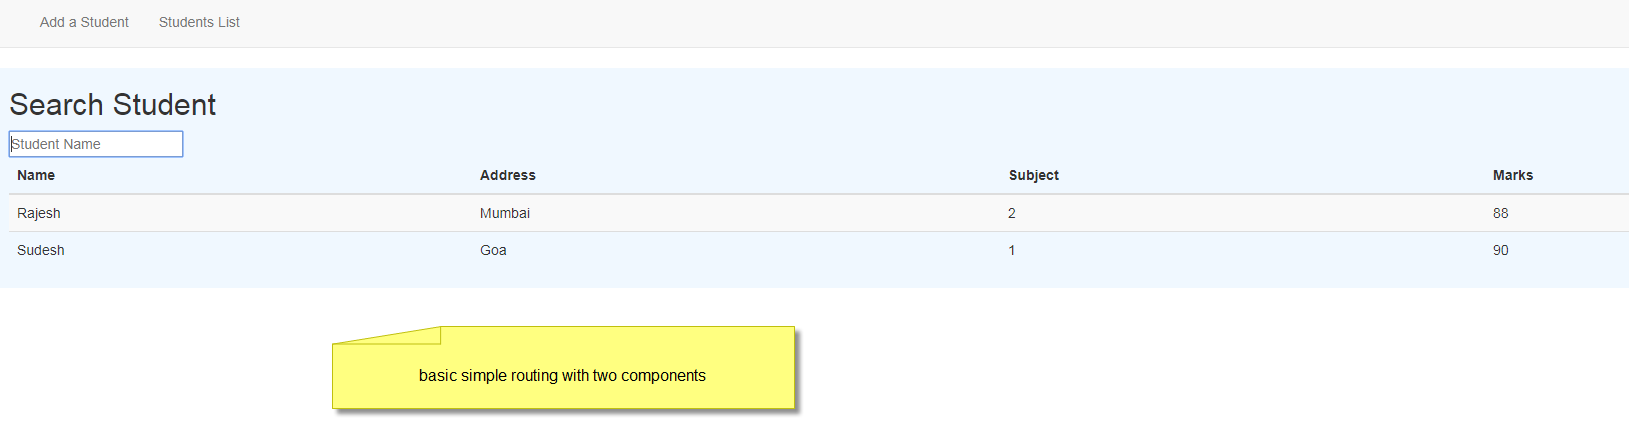 Add a Student Students List
Search Student
Student Name
Name Address Subject Marks
Rajesh Mumbai 2 88
Sudesh Goa 1 90
basic simple routing with two components